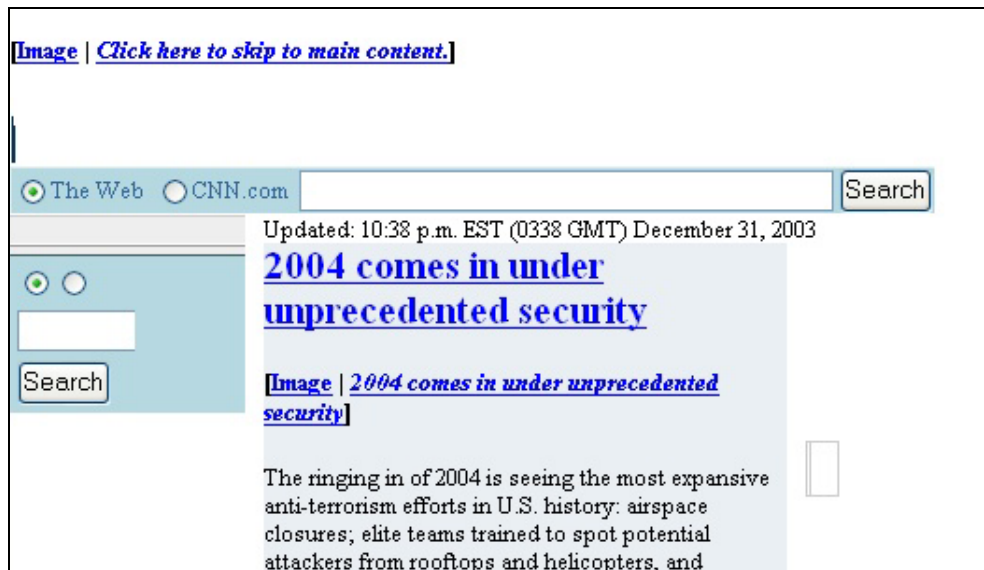 [Image | Click here to skip to main content.]
The Web CNN.com Search
Updated: 10:38 p.m. EST (0338 GMT) December 31, 2003
2004 comes in under
unprecedented security
Search
[Image | 2004 comes in under unprecedented
security]
The ringing in of 2004 is seeing the most expansive
anti-terrorism efforts in U.S. history: airspace
closures; elite teams trained to spot potential
attackers from rooftops and helicopters, and